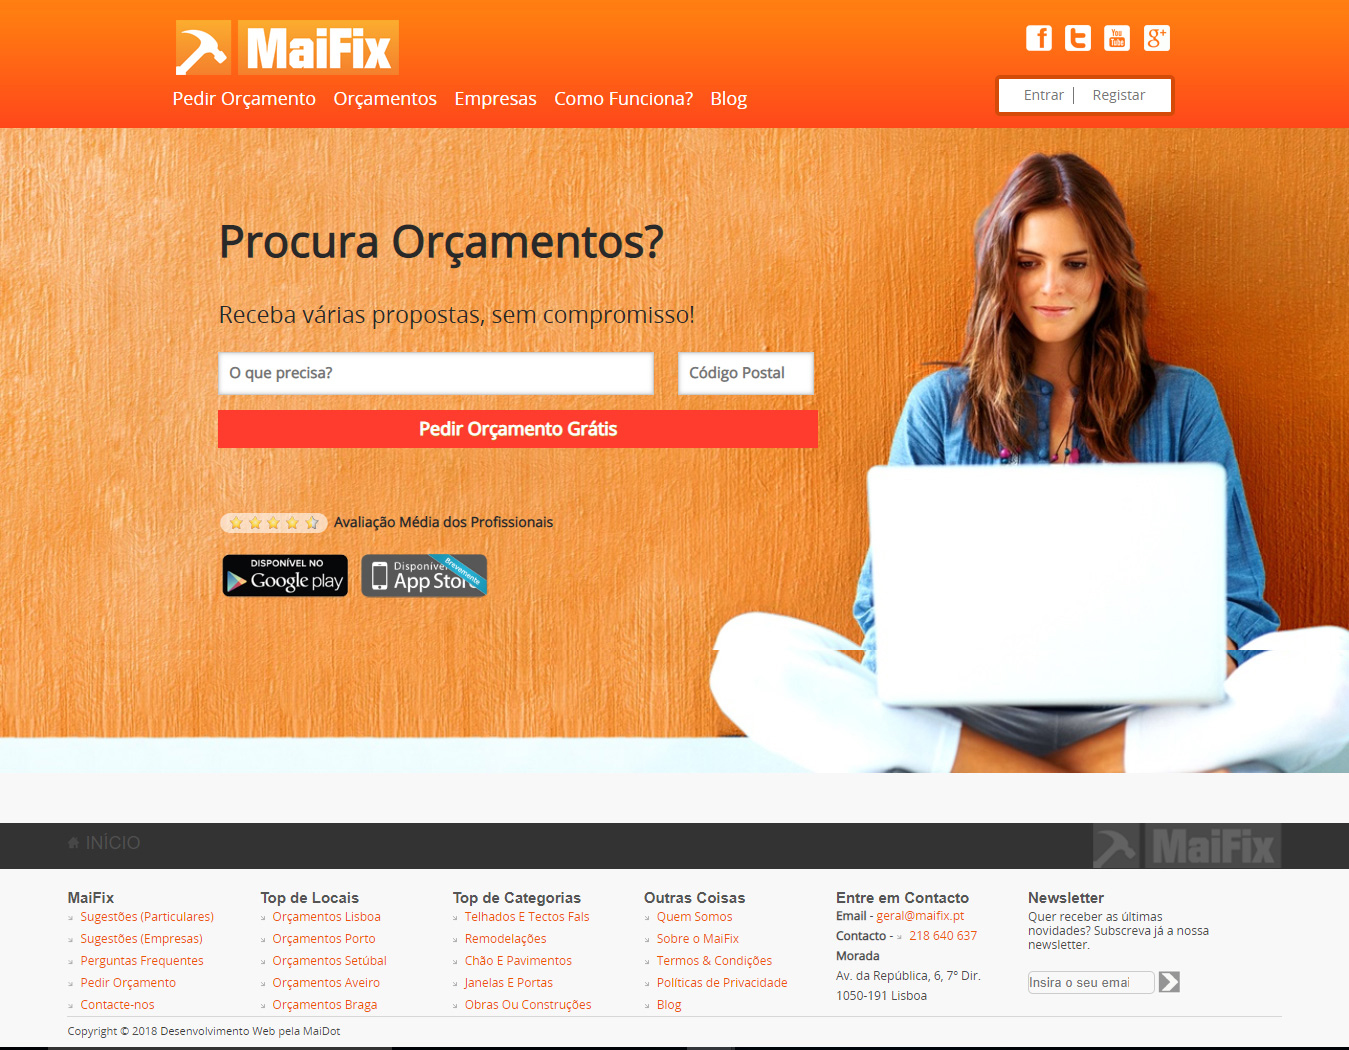 MaiFix
f t You Tube g+
Pedir Orçamento Orçamentos Empresas Como Funciona? Blog
Entrar Registar
Procura Orçamentos?
Receba várias propostas, sem compromisso!
O que precisa? Código Postal
Pedir Orçamento Grátis
Avaliação Média dos Profissionais
DISPONÍVEL NO
Google play
Disponível
App Store
Brevemente
INÍCIO
MaiFix
MaiFix
Sugestões (Particulares)
Sugestões (Empresas)
Perguntas Frequentes
Pedir Orçamento
Contacte-nos
Top de Locais
Orçamentos Lisboa
Orçamentos Porto
Orçamentos Setúbal
Orçamentos Aveiro
Orçamentos Braga
Top de Categorias
Telhados E Tectos Fals
Remodelações
Chão E Pavimentos
Janelas E Portas
Obras Ou Construções
Outras Coisas
Quem Somos
Sobre o MaiFix
Termos & Condições
Políticas de Privacidade
Blog
Entre em Contacto
Email - geral@maifix.pt
Contacto - 218 640 637
Morada
Av. da República, 6, 7º Dir.
1050-191 Lisboa
Newsletter
Quer receber as últimas
novidades? Subscreva já a nossa
newsletter.
Insira o seu emai
Copyright © 2018 Desenvolvimento Web pela MaiDot